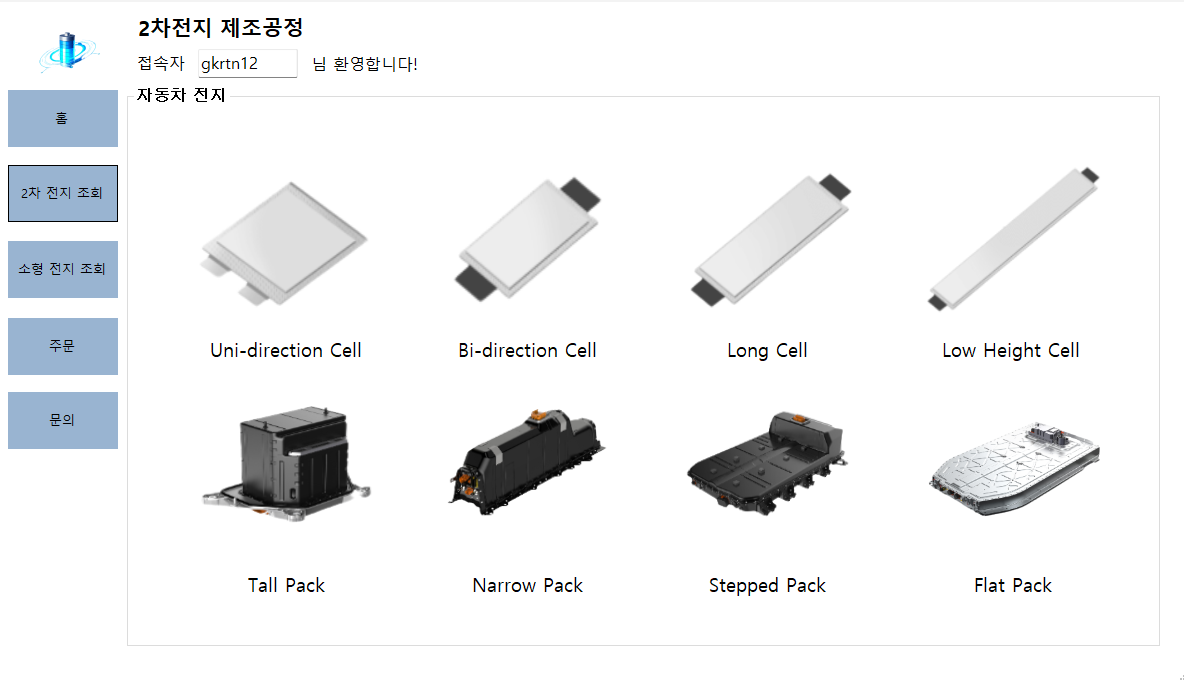 2차전지 제조공정
접속자 gkrtn12 님 환영합니다!
홈
2차 전지 조회
소형 전지 조회
주문
문의
자동차 전지
Uni-direction Cell
Bi-direction Cell
Long Cell
Low Height Cell
Tall Pack
Narrow Pack
Stepped Pack
Flat Pack